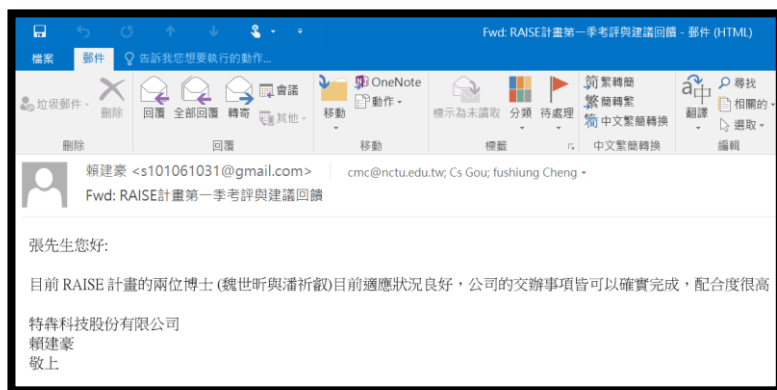 Fwd: RAISE計畫第一季考評與建議回饋 - 郵件 (HTML)
檔案 郵件 告訴我您想要執行的動作...
垃圾郵件
刪除
回覆 全部回覆 轉寄
會議
其他
移動
OneNote
動作
標示為未讀取 分類 待處理
简 繁轉簡
繁 簡轉繁
简 中文繁簡轉換
翻譯
尋找
相關的
選取
刪除 回覆 移動 標籤 中文繁簡轉換 編輯
賴建豪 <s101061031@gmail.com> cmc@nctu.edu.tw; Cs Gou; fushiung Cheng
Fwd: RAISE計畫第一季考評與建議回饋
張先生您好:
目前 RAISE 計畫的兩位博士 (魏世昕與潘祈叡)目前適應狀況良好，公司的交辦事項皆可以確實完成，配合度很高
特犇科技股份有限公司
賴建豪
敬上